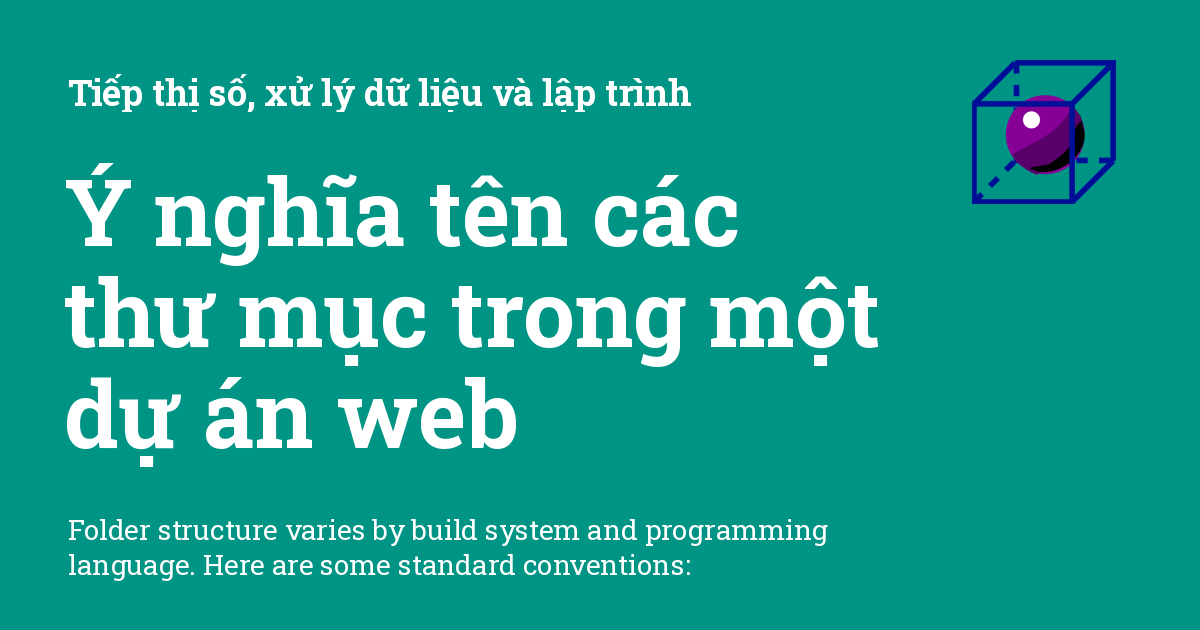 Tiếp thị số, xử lý dữ liệu và lập trình
Ý nghĩa tên các
thư mục trong một
dự án web
Folder structure varies by build system and programming
language. Here are some standard conventions: